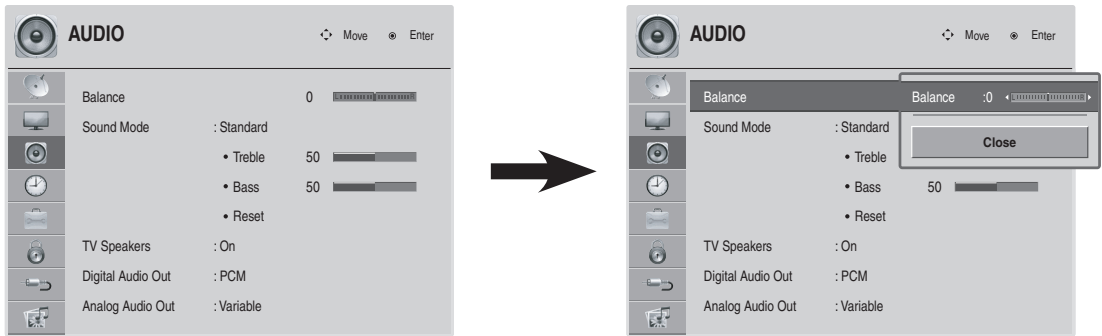 AUDIO Move Enter
Balance 0
Sound Mode : Standard
• Treble 50
• Bass 50
• Reset
TV Speakers : On
Digital Audio Out : PCM
Analog Audio Out : Variable
AUDIO Move Enter
Balance Balance :0
Close
Sound Mode : Standard
• Treble
• Bass 50
• Reset
TV Speakers : On
Digital Audio Out : PCM
Analog Audio Out : Variable